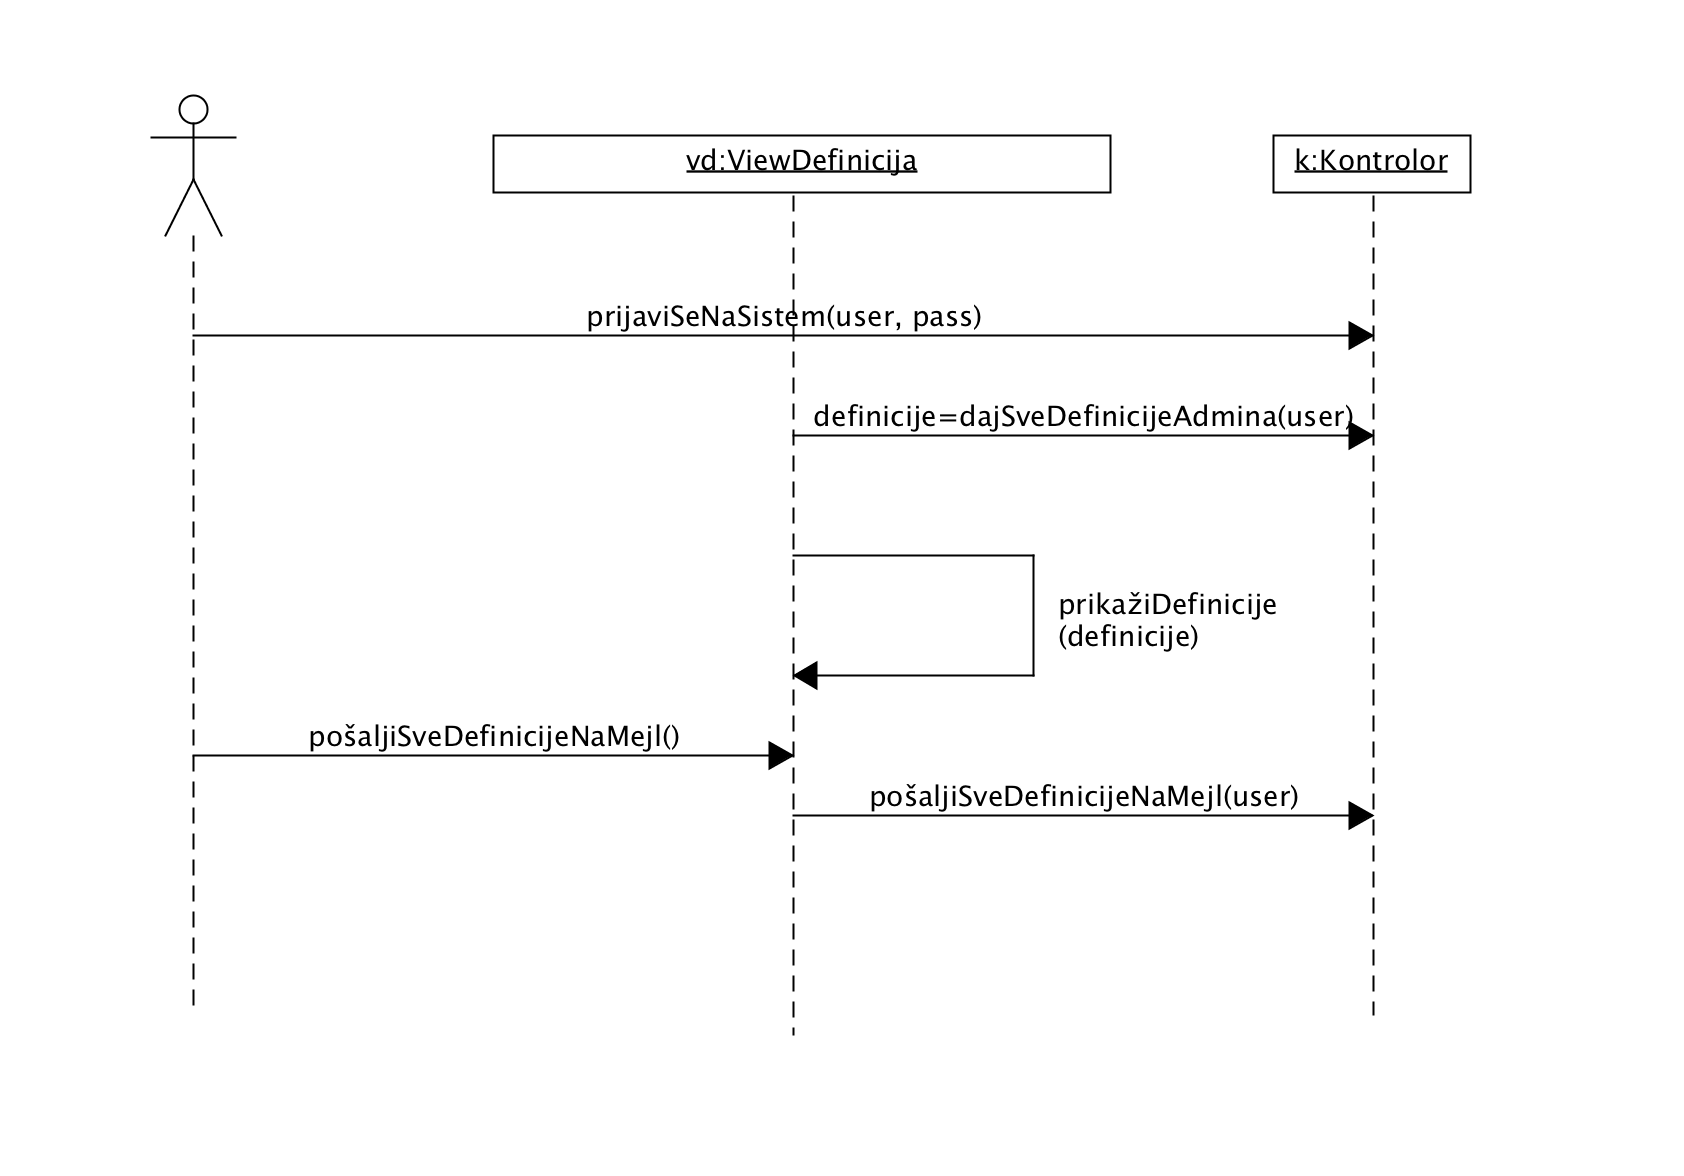 vd:ViewDefinicija
k:Kontrolor
prijaviSeNaSistem(user, pass)
definicije=dajSveDefinicijeAdmina(user)
prikažiDefinicije
(definicije)
pošaljiSveDefinicijeNaMejl()
pošaljiSveDefinicijeNaMejl(user)